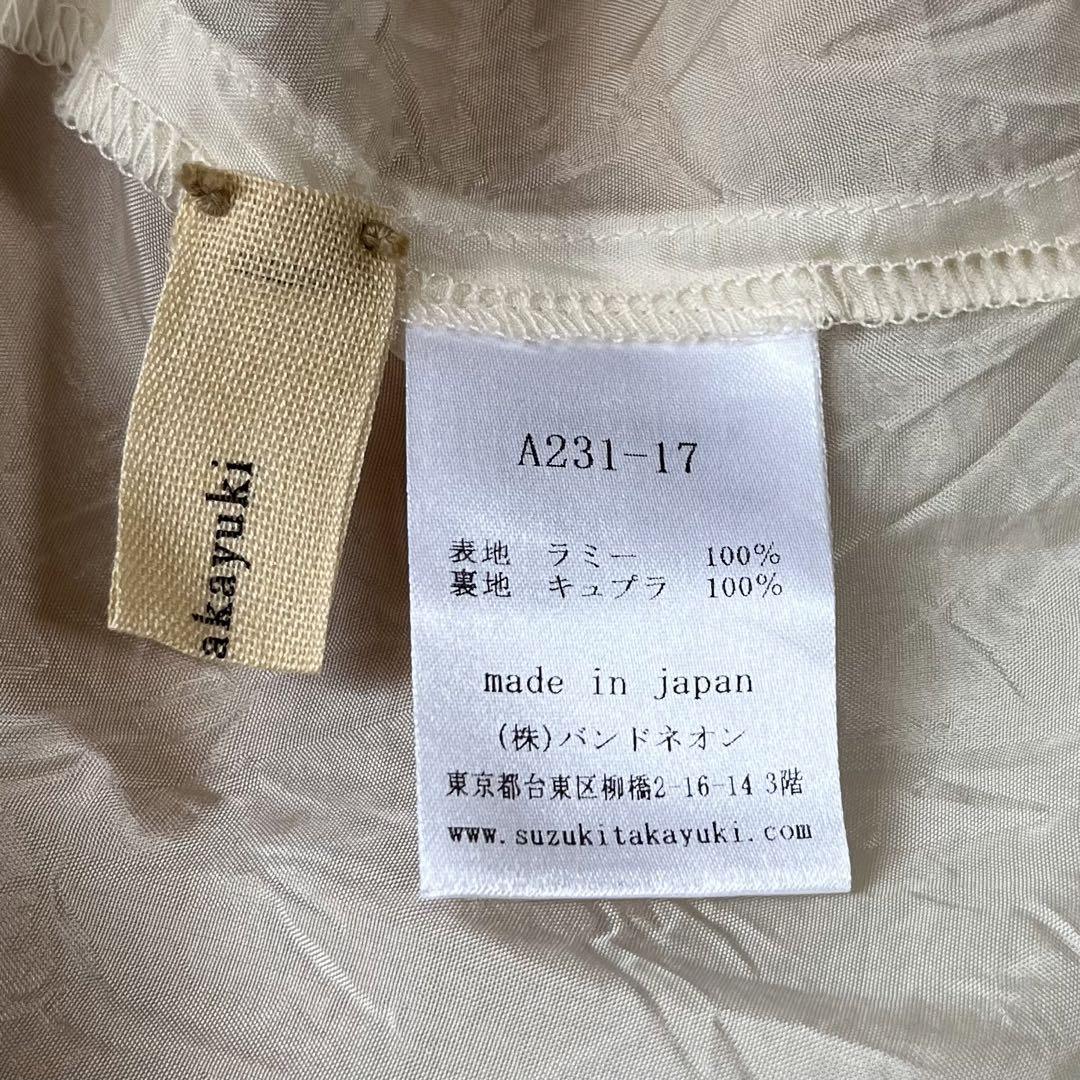 akayuki
A231-17
表地 ラミー 100%
裏地 キュプラ 100%
made in japan
(株)バンドネオン
東京都台東区柳橋2-16-14 3階
www.suzukitakayuki.com